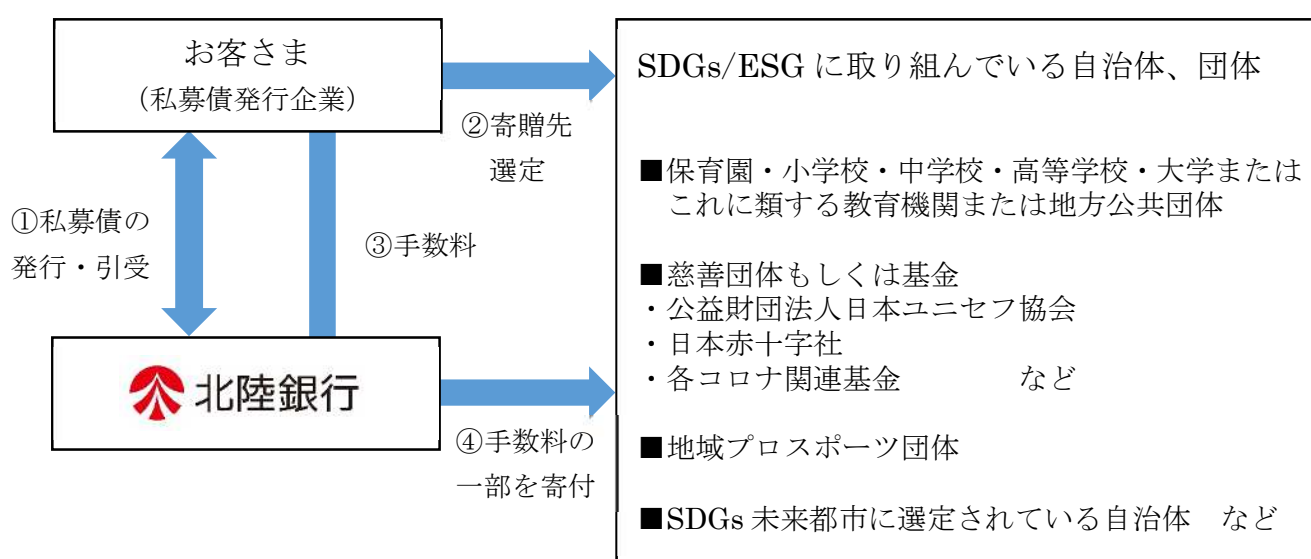 お客さま
（私募債発行企業）
①私募債の
発行・引受
②寄贈先
選定
③手数料
北陸銀行
④手数料の
一部を寄付
SDGs/ESG に取り組んでいる自治体、団体
■保育園・小学校・中学校・高等学校・大学または
これに類する教育機関または地方公共団体
■慈善団体もしくは基金
・公益財団法人日本ユニセフ協会
・日本赤十字社
・各コロナ関連基金　　　　など
■地域プロスポーツ団体
■SDGs 未来都市に選定されている自治体　など